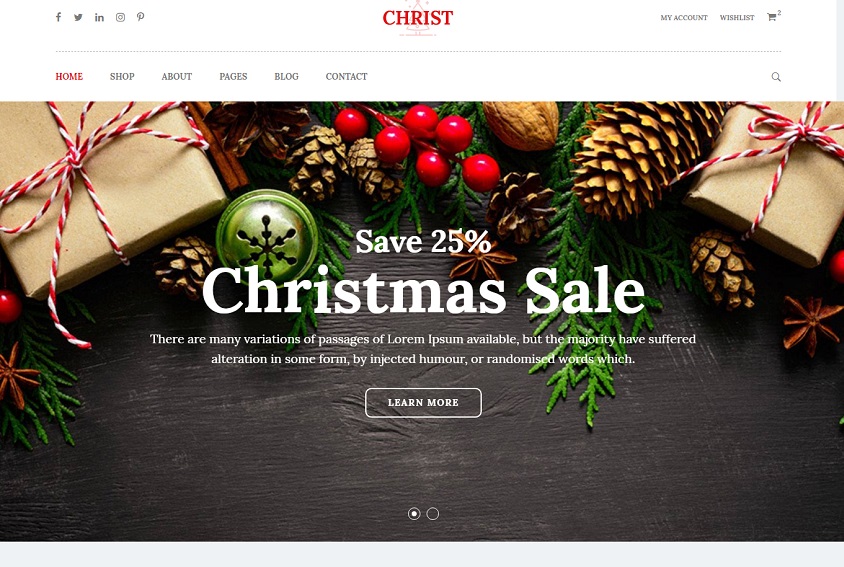 CHRIST
MY ACCOUNT WISHLIST 2
HOME SHOP ABOUT PAGES BLOG CONTACT
Save 25%
Christmas Sale
There are many variations of passages of Lorem Ipsum available, but the majority have suffered
alteration in some form, by injected humour, or randomised words which.
LEARN MORE